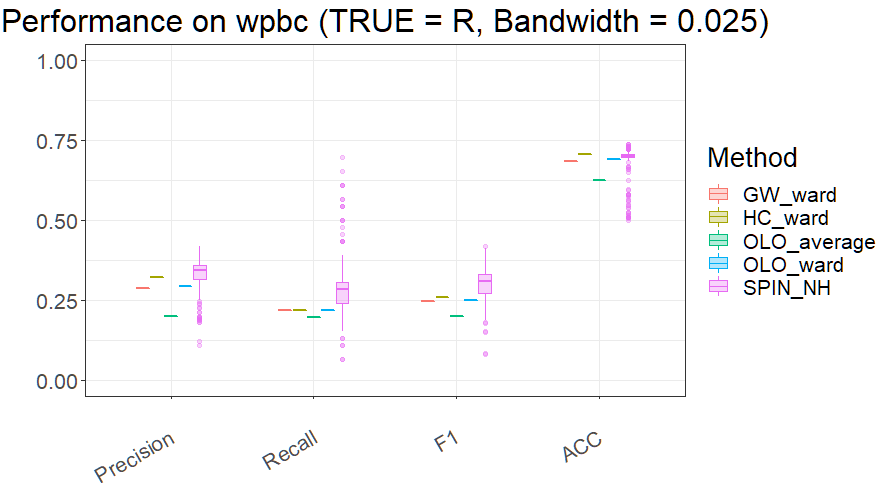 Performance on wpbc (TRUE = R, Bandwidth = 0.025)
1.00
0.75
0.50
0.25
0.00
Precision
Recall
F1
ACC
Method
GW_ward
HC_ward
OLO_average
OLO_ward
SPIN_NH